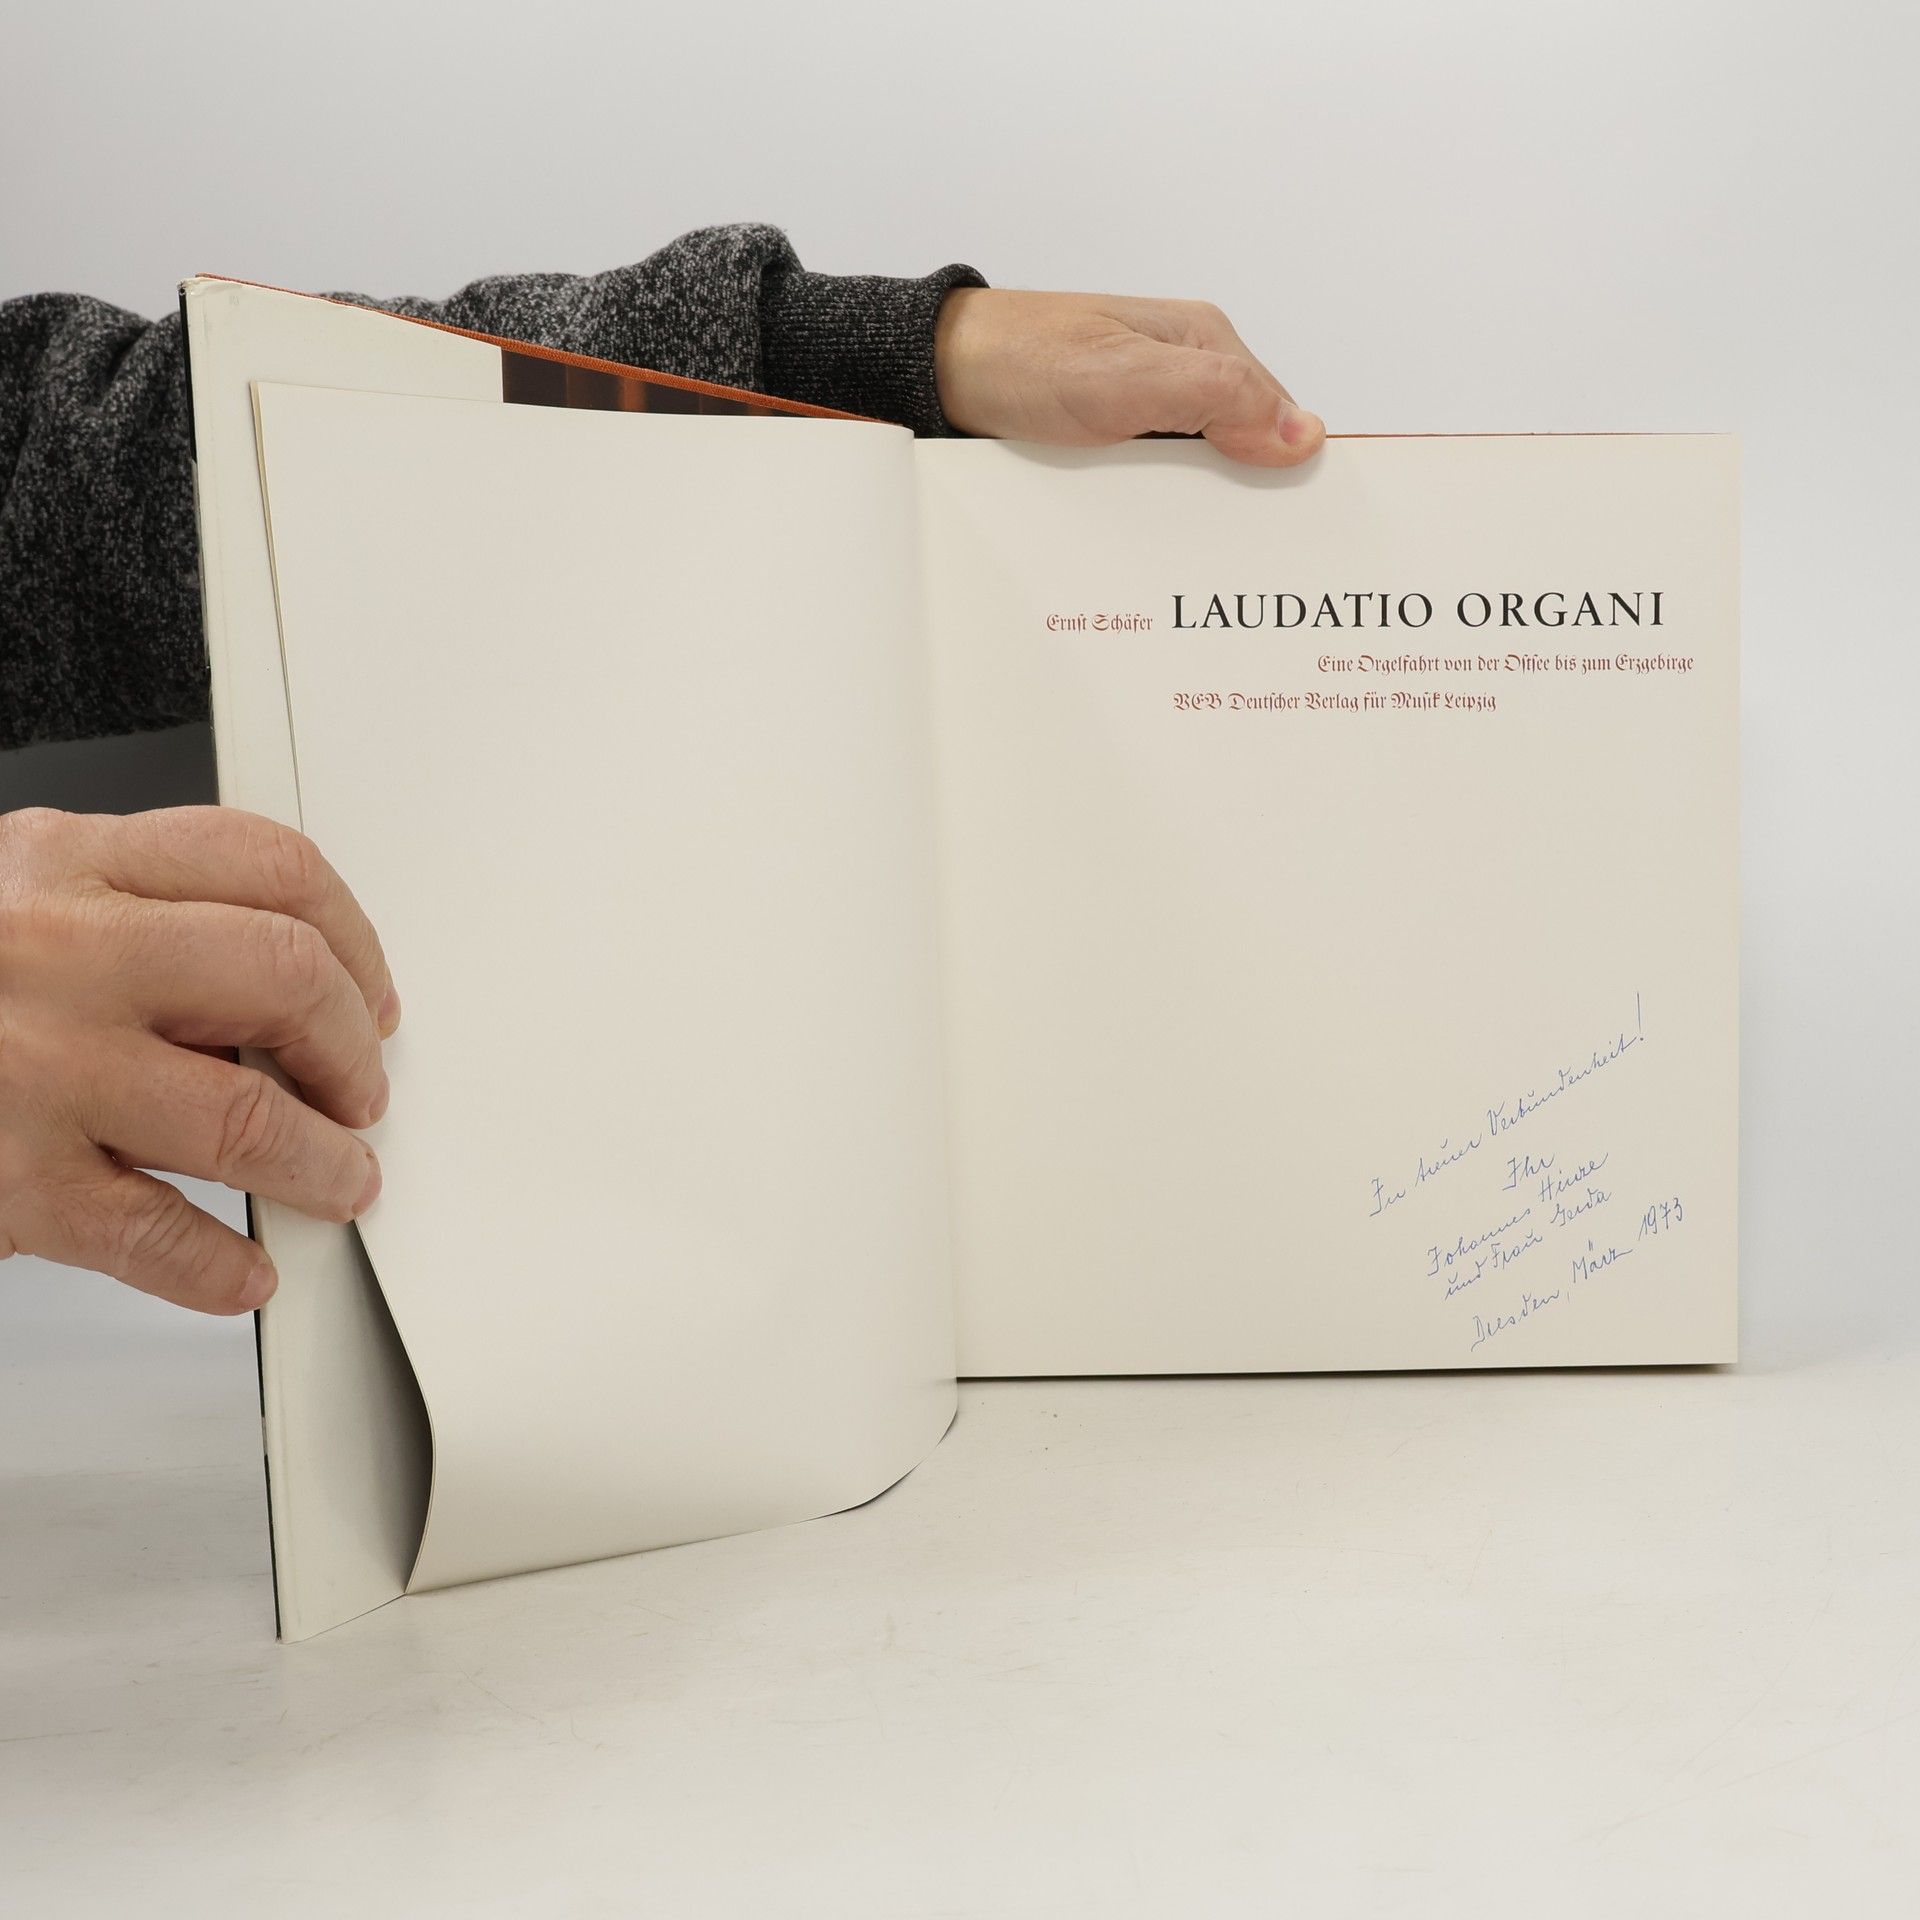 Ernst Schäfer LAUDATIO ORGANI
Eine Orgelfahrt von der Ostsee bis zum Erzgebirge
VEB Deutscher Verlag für Musik Leipzig
In treuer Verbundenheit!
Ihr
Johannes Hinze
und Frau Gerda
Dresden, März 1973